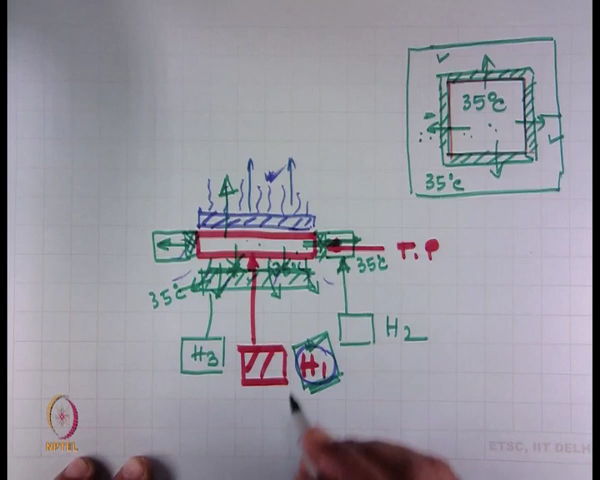 35°C
35°C
T.P
35°C
35°C
H2
H3
H1
NPTEL
ETSC, IIT DELHI